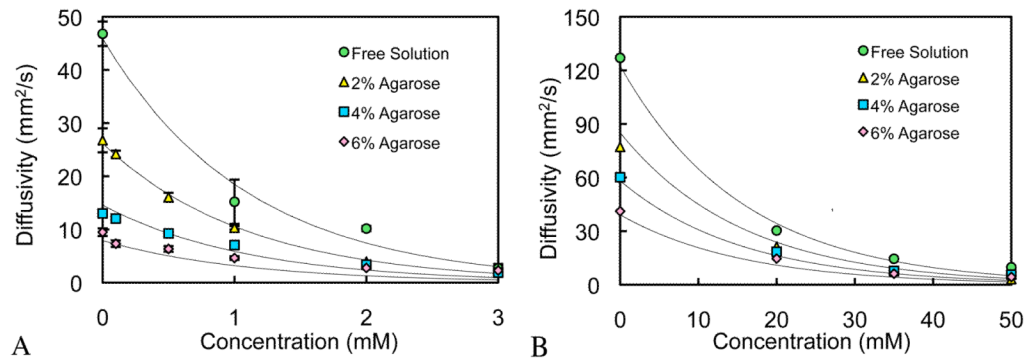 50
40
30
20
10
0
0 1 2 3
Diffusivity (mm²/s)
Concentration (mM)
Free Solution
2% Agarose
4% Agarose
6% Agarose
A
150
120
90
60
30
0
0 10 20 30 40 50
Diffusivity (mm²/s)
Concentration (mM)
Free Solution
2% Agarose
4% Agarose
6% Agarose
B